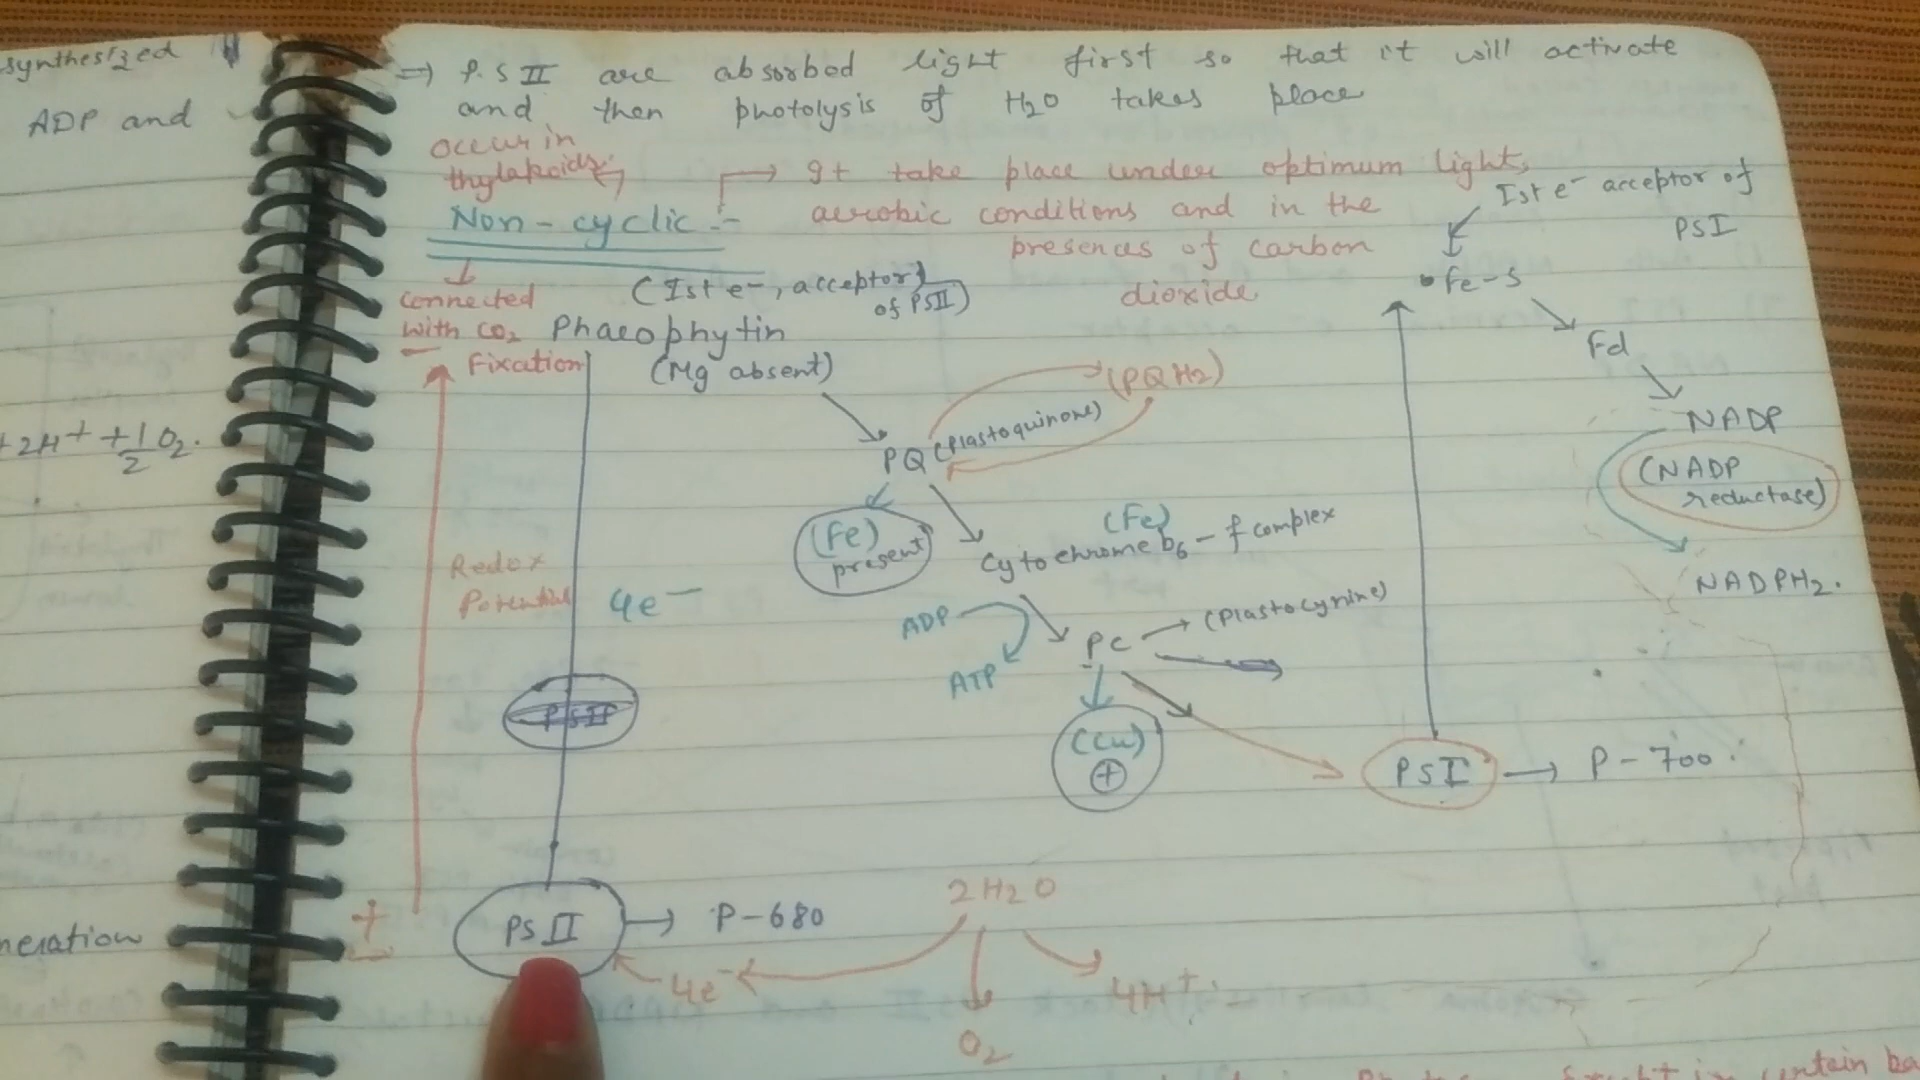 synthesized
ADP and
+ 2H+ + 1/2 O2.
neration
⇒ P.S II are absorbed light first so that it will activate
and then photolysis of H2O takes place
occur in
thylakoids
Non-cyclic :-
→ It take place under optimum light,
aerobic conditions and in the
presences of carbon
dioxide
connected
with CO2
Fixation
(Ist e-, acceptor
of PSII)
Phaeophytin
(Mg absent)
(PQH2)
PQ (Plastoquinone)
(Fe)
present
(Fe)
Cytochrome b6-f complex
ADP
ATP
PC → (Plastocynine)
(Cu)
+
Ist e- acceptor of
PSI
Fe-S
Fd
NADP
(NADP
reductase)
NADPH2.
PSI → P-700.
Redox
Potential
4e-
PSII
+
PS II → P-680
2H2O
4e-
4H+
O2